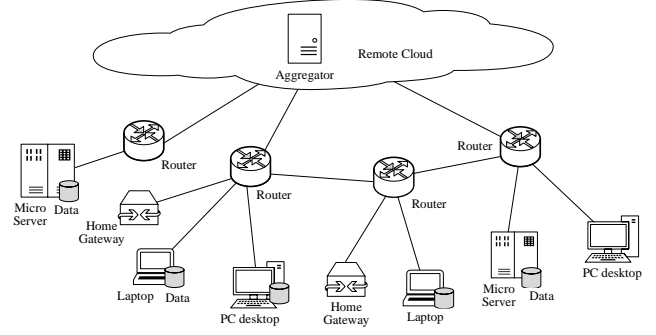 Remote Cloud
Aggregator
Router
Router
Router
Router
Micro
Server
Data
Home
Gateway
Laptop
Data
PC desktop
Home
Gateway
Laptop
Micro
Server
Data
PC desktop